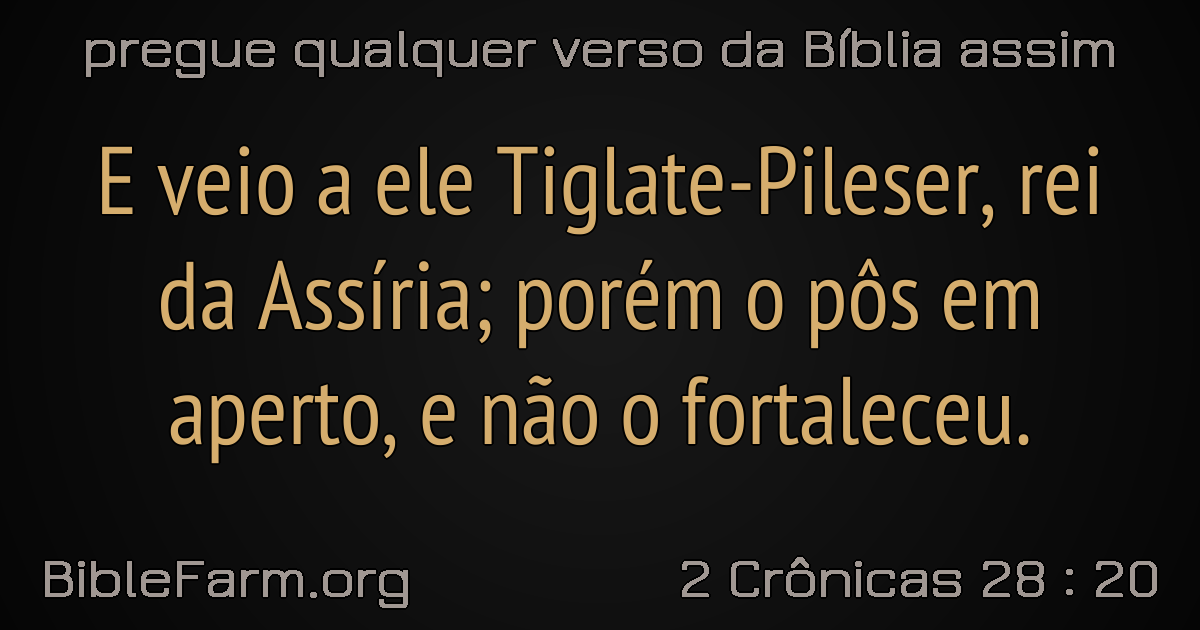 pregue qualquer verso da Bíblia assim
E veio a ele Tiglate-Pileser, rei
da Assíria; porém o pôs em
aperto, e não o fortaleceu.
BibleFarm.org
2 Crônicas 28 : 20